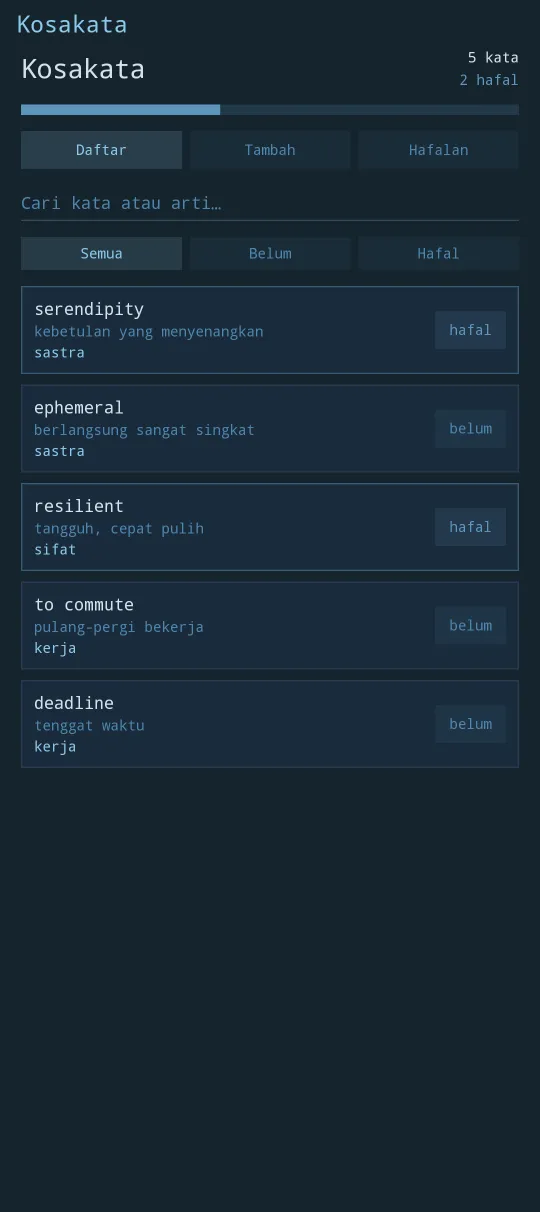 Kosakata
Kosakata
5 kata
2 hafal
Daftar
Tambah
Hafalan
Cari kata atau arti…
Semua
Belum
Hafal
serendipity
kebetulan yang menyenangkan
sastra
hafal
ephemeral
berlangsung sangat singkat
sastra
belum
resilient
tangguh, cepat pulih
sifat
hafal
to commute
pulang-pergi bekerja
kerja
belum
deadline
tenggat waktu
kerja
belum